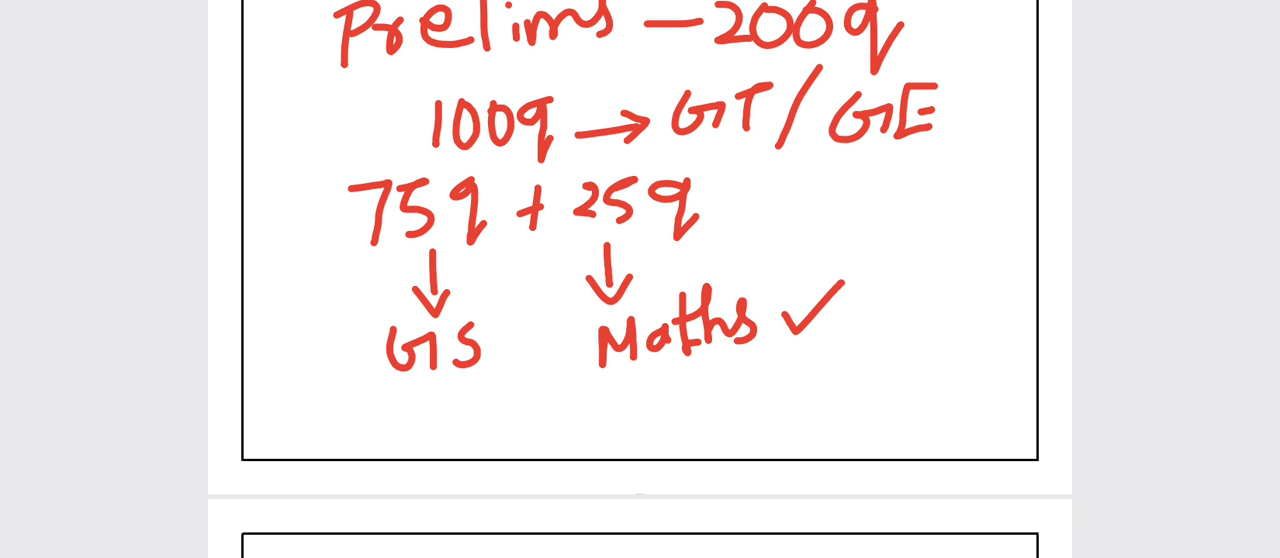 Prelims - 200q
100q → GT/GE
75q + 25q
↓ ↓
GS Maths ✓